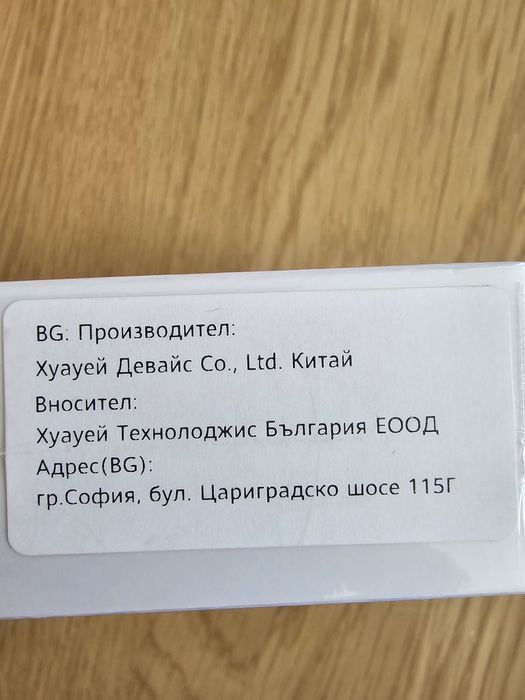 BG: Производител:
Хуауей Девайс Co., Ltd. Китай
Вносител:
Хуауей Технолоджис България ЕООД
Адрес(BG):
гр.София, бул. Цариградско шосе 115Г